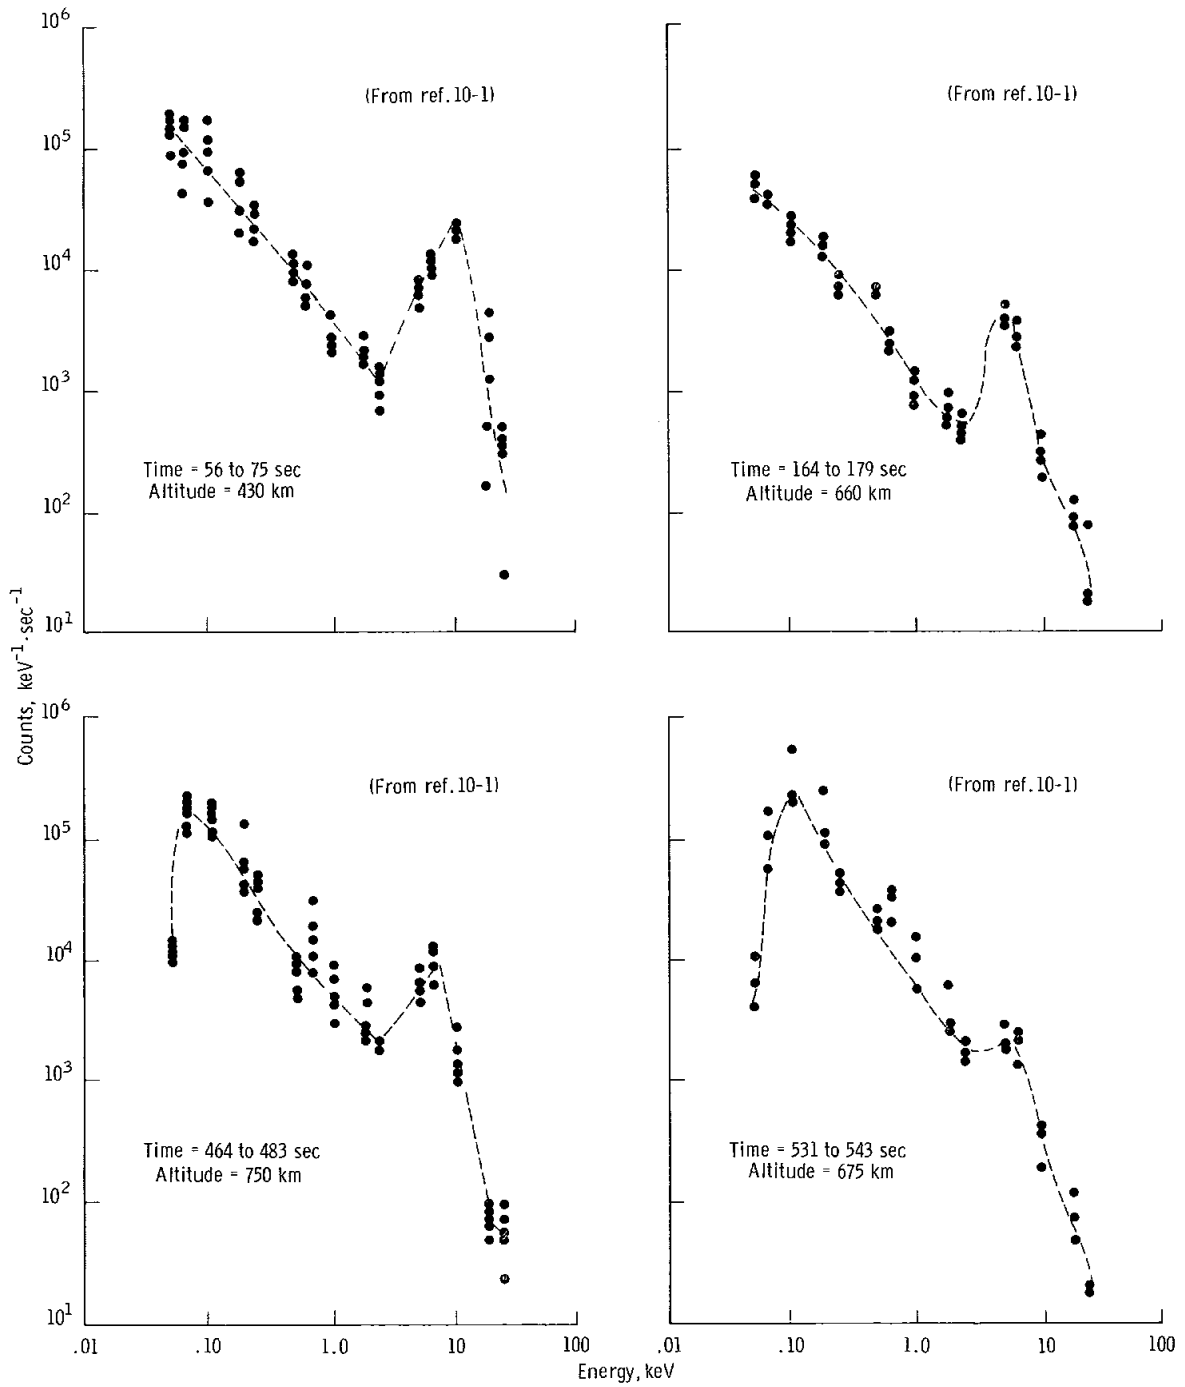 10^6
10^5
10^4
10^3
10^2
10^1
(From ref. 10-1)
Time = 56 to 75 sec
Altitude = 430 km
(From ref. 10-1)
Time = 164 to 179 sec
Altitude = 660 km
Counts, keV^-1·sec^-1
10^6
10^5
10^4
10^3
10^2
10^1
(From ref. 10-1)
Time = 464 to 483 sec
Altitude = 750 km
.01 .10 1.0 10 100
(From ref. 10-1)
Time = 531 to 543 sec
Altitude = 675 km
.01 .10 1.0 10 100
Energy, keV